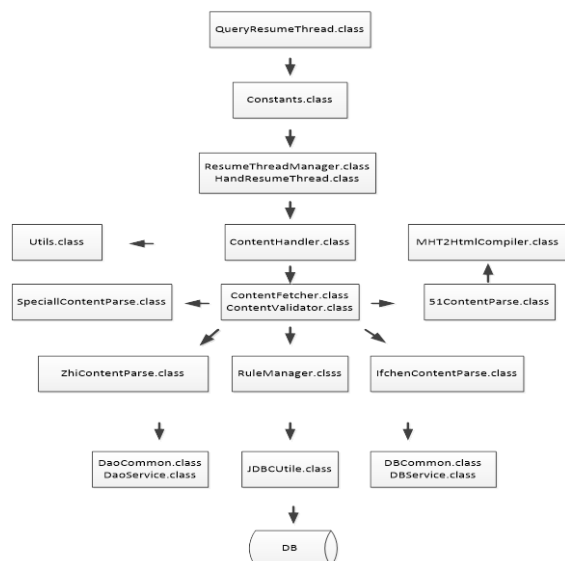 QueryResumeThread.class
Constants.class
ResumeThreadManager.class
HandResumeThread.class
Utils.class
ContentHandler.class
MHT2HtmlCompiler.class
SpeciallContentParse.class
ContentFetcher.class
ContentValidator.class
51ContentParse.class
ZhiContentParse.class
RuleManager.clsss
IfchenContentParse.class
DaoCommon.class
DaoService.class
JDBCUtile.class
DBCommon.class
DBService.class
DB